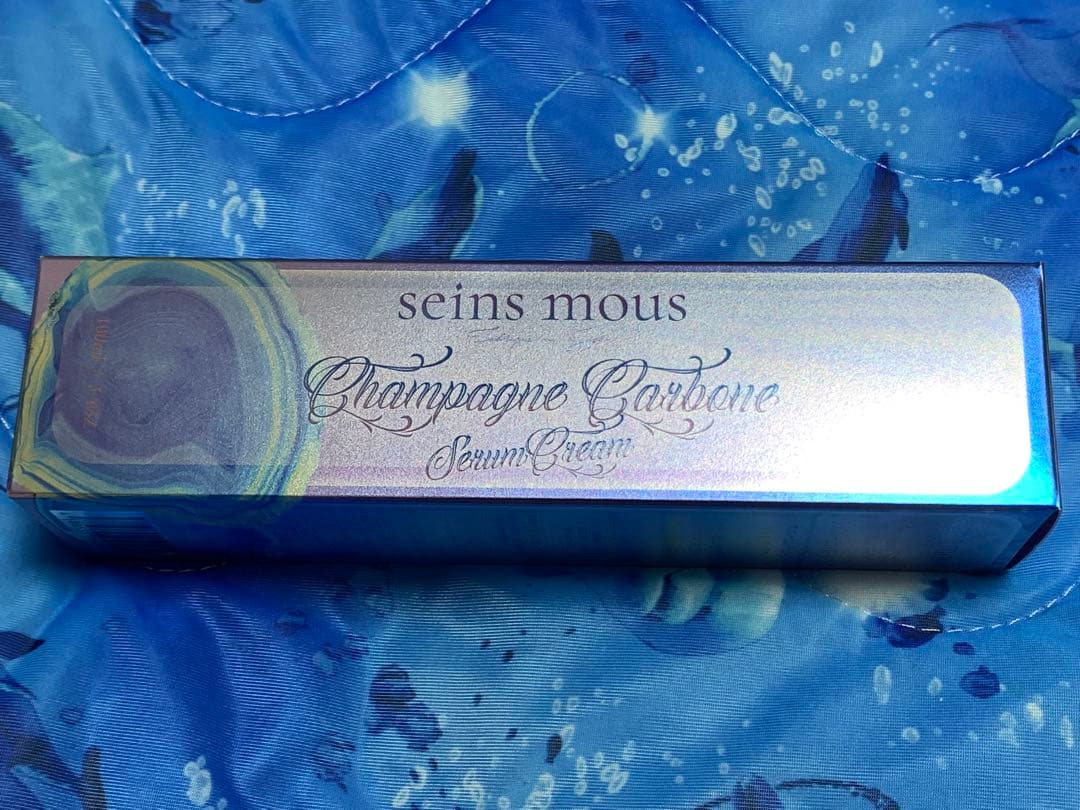 seins mous
Champagne Carbone
Serum Cream